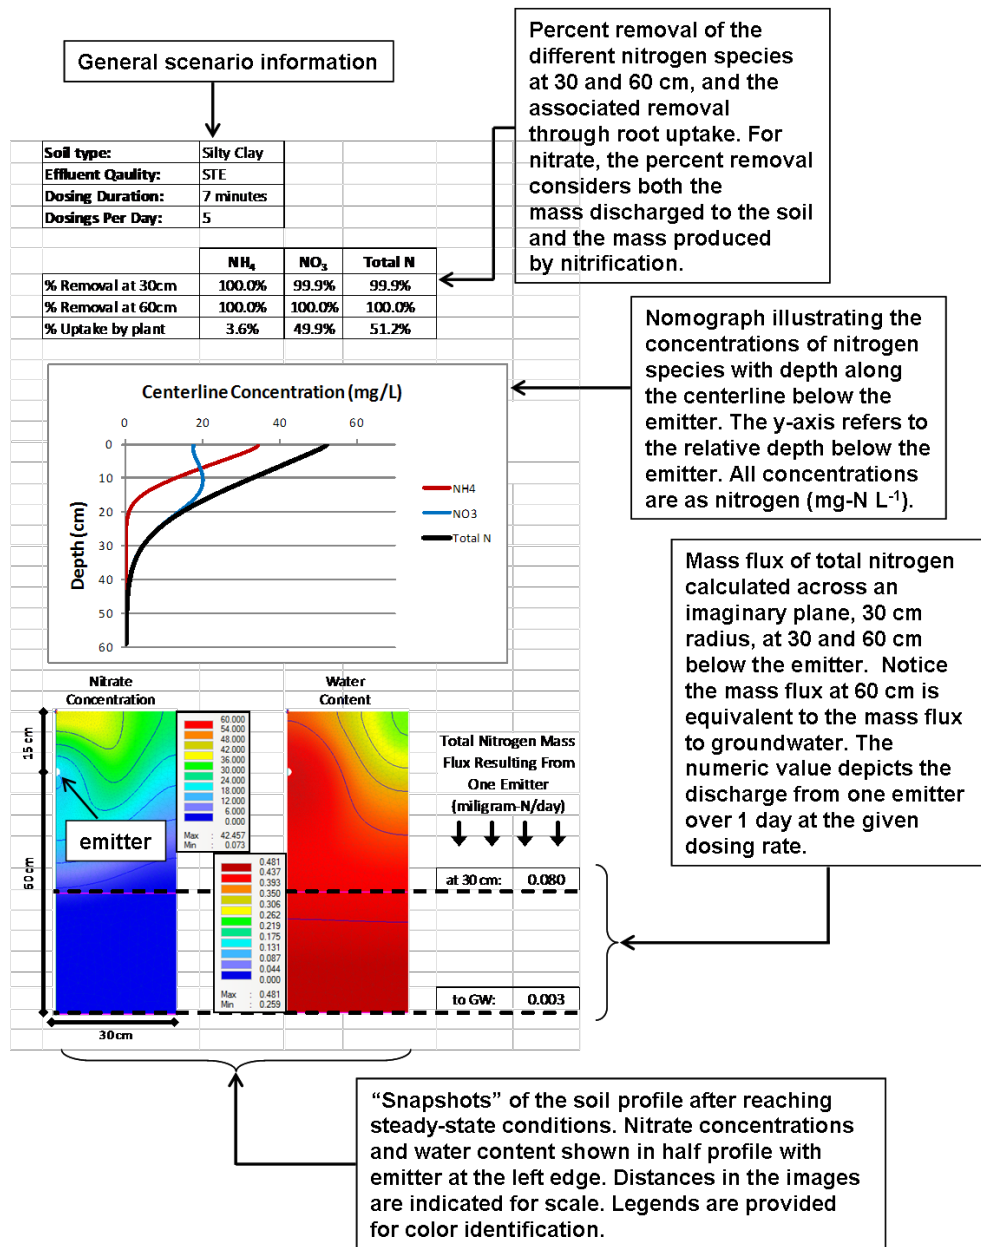 General scenario information
Percent removal of the
different nitrogen species
at 30 and 60 cm, and the
associated removal
through root uptake. For
nitrate, the percent removal
considers both the
mass discharged to the soil
and the mass produced
by nitrification.
Soil type: Silty Clay
Effluent Qaulity: STE
Dosing Duration: 7 minutes
Dosings Per Day: 5
NH4 NO3 Total N
% Removal at 30cm 100.0% 99.9% 99.9%
% Removal at 60cm 100.0% 100.0% 100.0%
% Uptake by plant 3.6% 49.9% 51.2%
Nomograph illustrating the
concentrations of nitrogen
species with depth along
the centerline below the
emitter. The y-axis refers to
the relative depth below the
emitter. All concentrations
are as nitrogen (mg-N L-1).
Centerline Concentration (mg/L)
0 20 40 60
0
10
20
30
40
50
60
Depth (cm)
NH4
NO3
Total N
Mass flux of total nitrogen
calculated across an
imaginary plane, 30 cm
radius, at 30 and 60 cm
below the emitter. Notice
the mass flux at 60 cm is
equivalent to the mass flux
to groundwater. The
numeric value depicts the
discharge from one emitter
over 1 day at the given
dosing rate.
Nitrate
Concentration
Water
Content
15 cm
60 cm
emitter
60.000
54.000
48.000
42.000
36.000
30.000
24.000
18.000
12.000
6.000
0.000
Max : 42.457
Min : 0.073
0.481
0.437
0.393
0.350
0.306
0.262
0.219
0.175
0.131
0.087
0.044
0.000
Max : 0.481
Min : 0.259
Total Nitrogen Mass
Flux Resulting From
One Emitter
(miligram-N/day)
at 30 cm: 0.080
to GW: 0.003
30cm
“Snapshots” of the soil profile after reaching
steady-state conditions. Nitrate concentrations
and water content shown in half profile with
emitter at the left edge. Distances in the images
are indicated for scale. Legends are provided
for color identification.